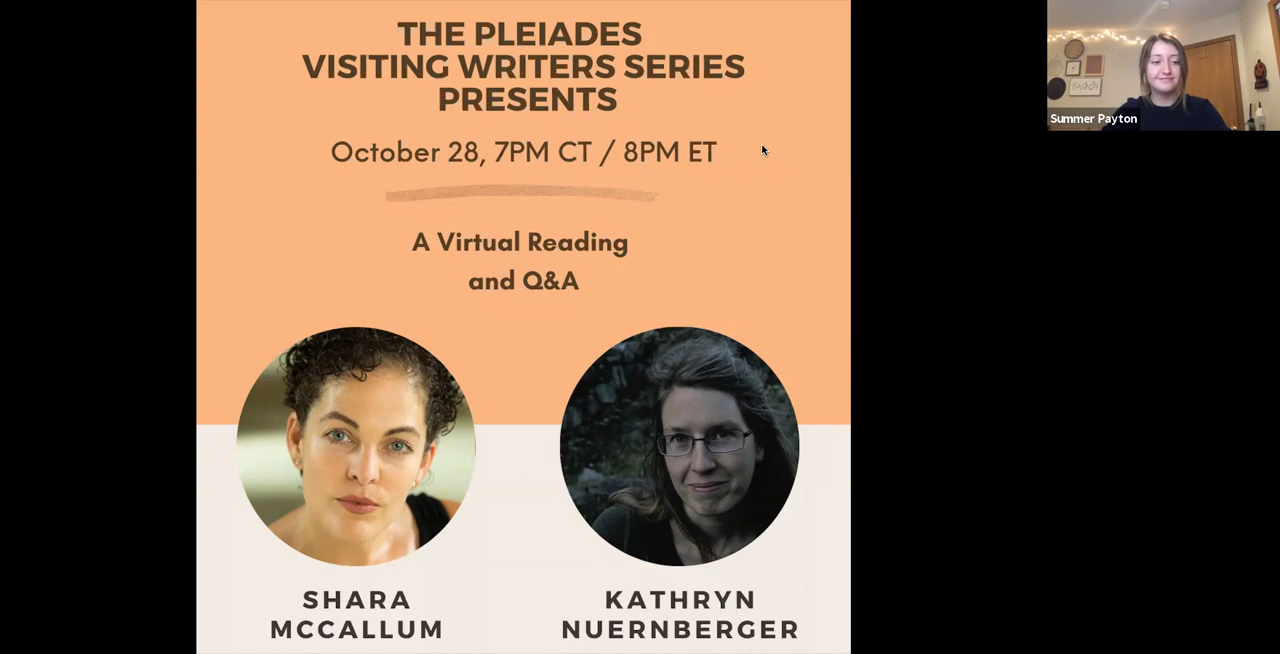 THE PLEIADES
VISITING WRITERS SERIES
PRESENTS
October 28, 7PM CT / 8PM ET
A Virtual Reading
and Q&A
SHARA
MCCALLUM
KATHRYN
NUERNBERGER
Summer Payton